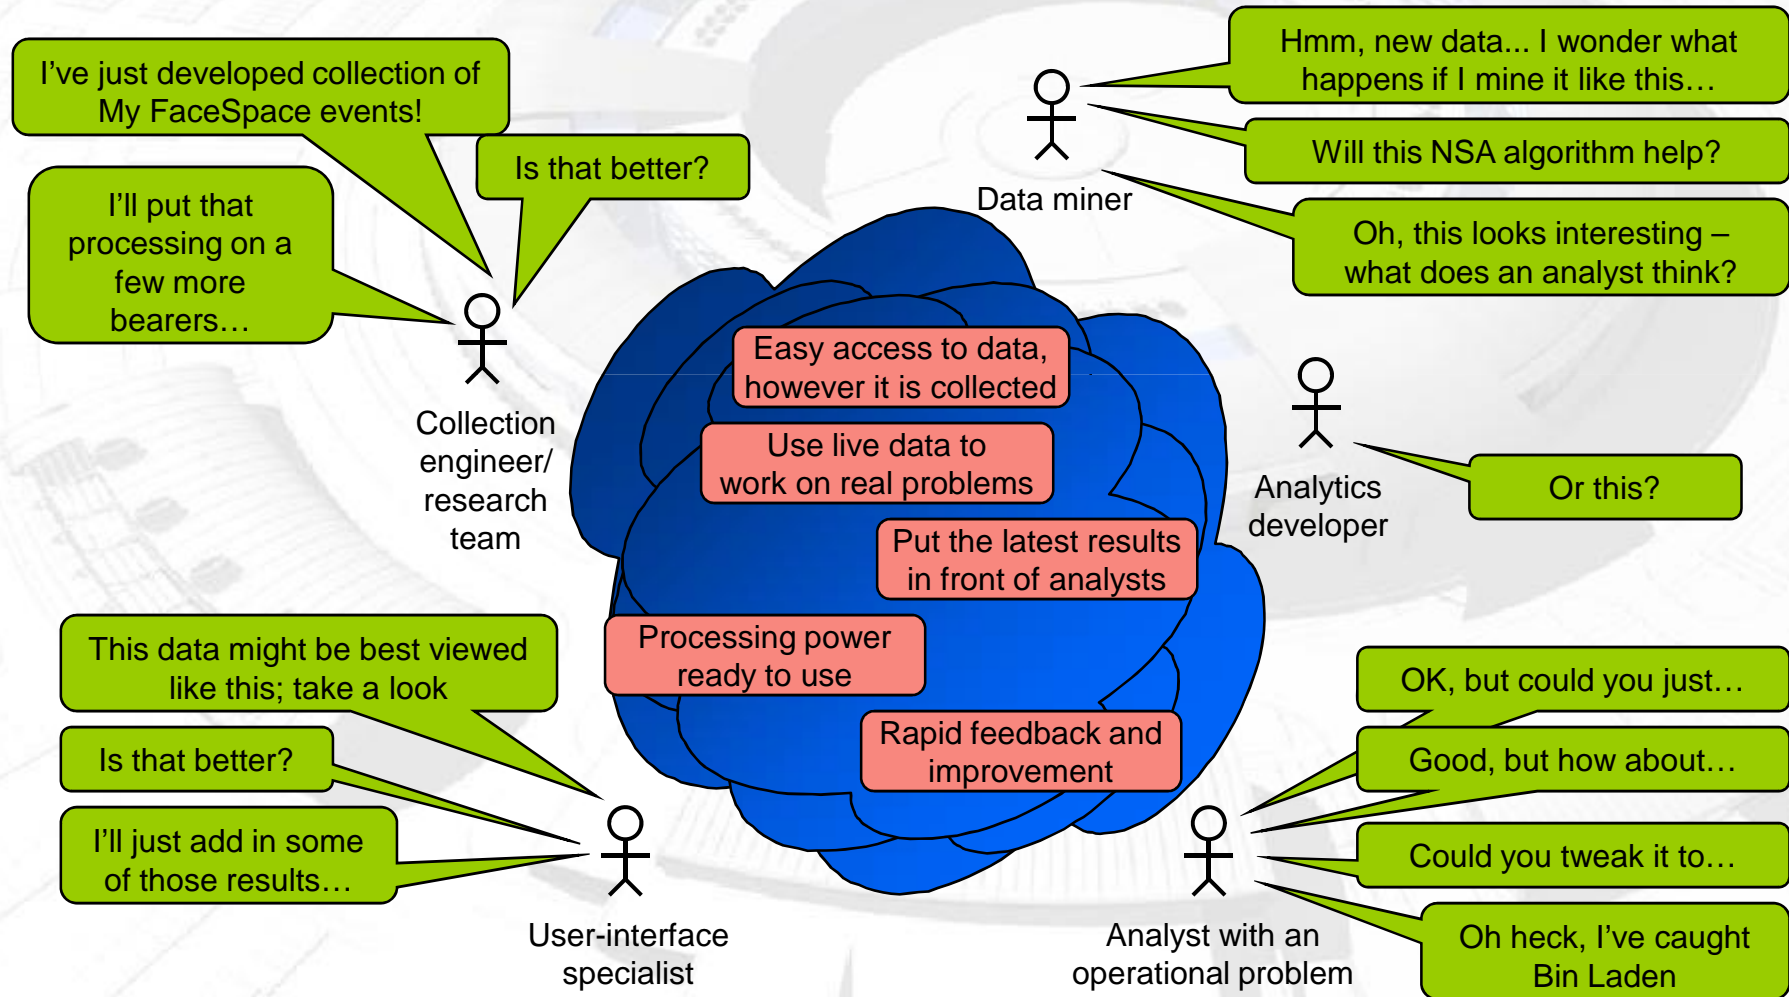 I've just developed collection of
My FaceSpace events!
Is that better?
I'll put that
processing on a
few more
bearers…
Collection
engineer/
research
team
Hmm, new data... I wonder what
happens if I mine it like this…
Will this NSA algorithm help?
Oh, this looks interesting –
what does an analyst think?
Data miner
Easy access to data,
however it is collected
Use live data to
work on real problems
Put the latest results
in front of analysts
Processing power
ready to use
Rapid feedback and
improvement
Analytics
developer
Or this?
This data might be best viewed
like this; take a look
Is that better?
I'll just add in some
of those results…
User-interface
specialist
OK, but could you just…
Good, but how about…
Could you tweak it to…
Oh heck, I've caught
Bin Laden
Analyst with an
operational problem